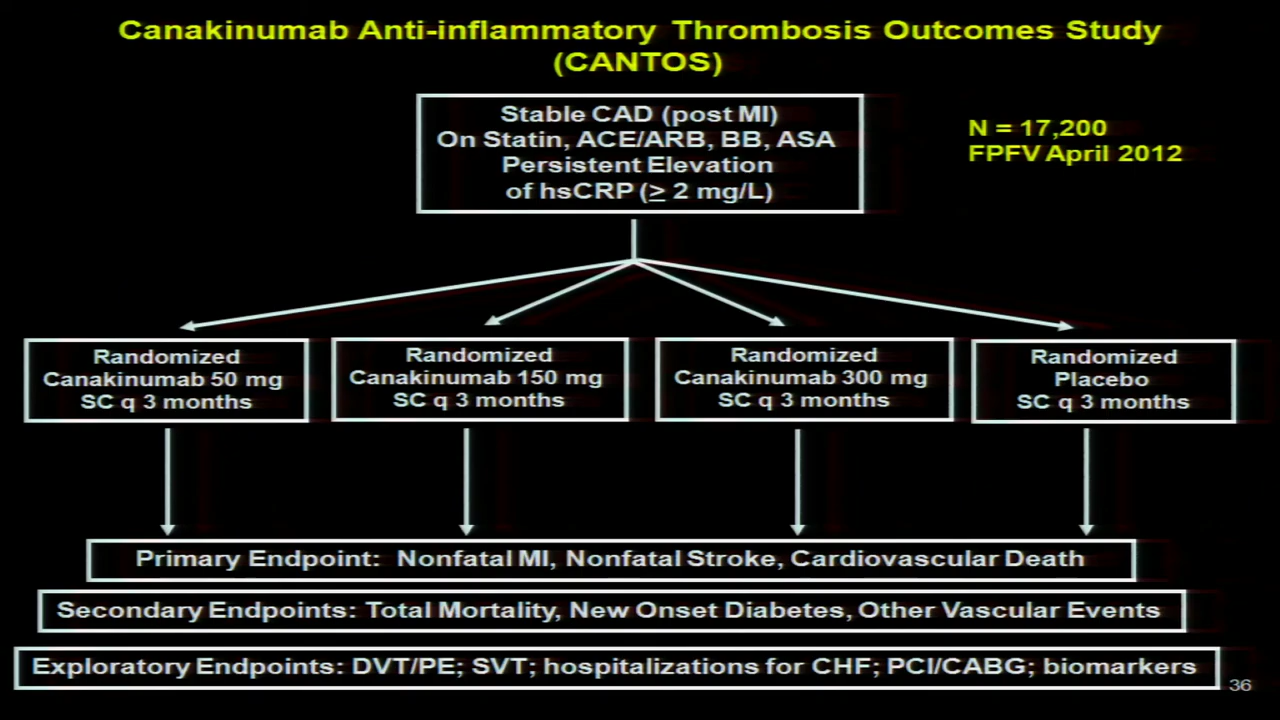 Canakinumab Anti-inflammatory Thrombosis Outcomes Study
(CANTOS)
Stable CAD (post MI)
On Statin, ACE/ARB, BB, ASA
Persistent Elevation
of hsCRP (≥ 2 mg/L)
N = 17,200
FPFV April 2012
Randomized
Canakinumab 50 mg
SC q 3 months
Randomized
Canakinumab 150 mg
SC q 3 months
Randomized
Canakinumab 300 mg
SC q 3 months
Randomized
Placebo
SC q 3 months
Primary Endpoint: Nonfatal MI, Nonfatal Stroke, Cardiovascular Death
Secondary Endpoints: Total Mortality, New Onset Diabetes, Other Vascular Events
Exploratory Endpoints: DVT/PE; SVT; hospitalizations for CHF; PCI/CABG; biomarkers
36